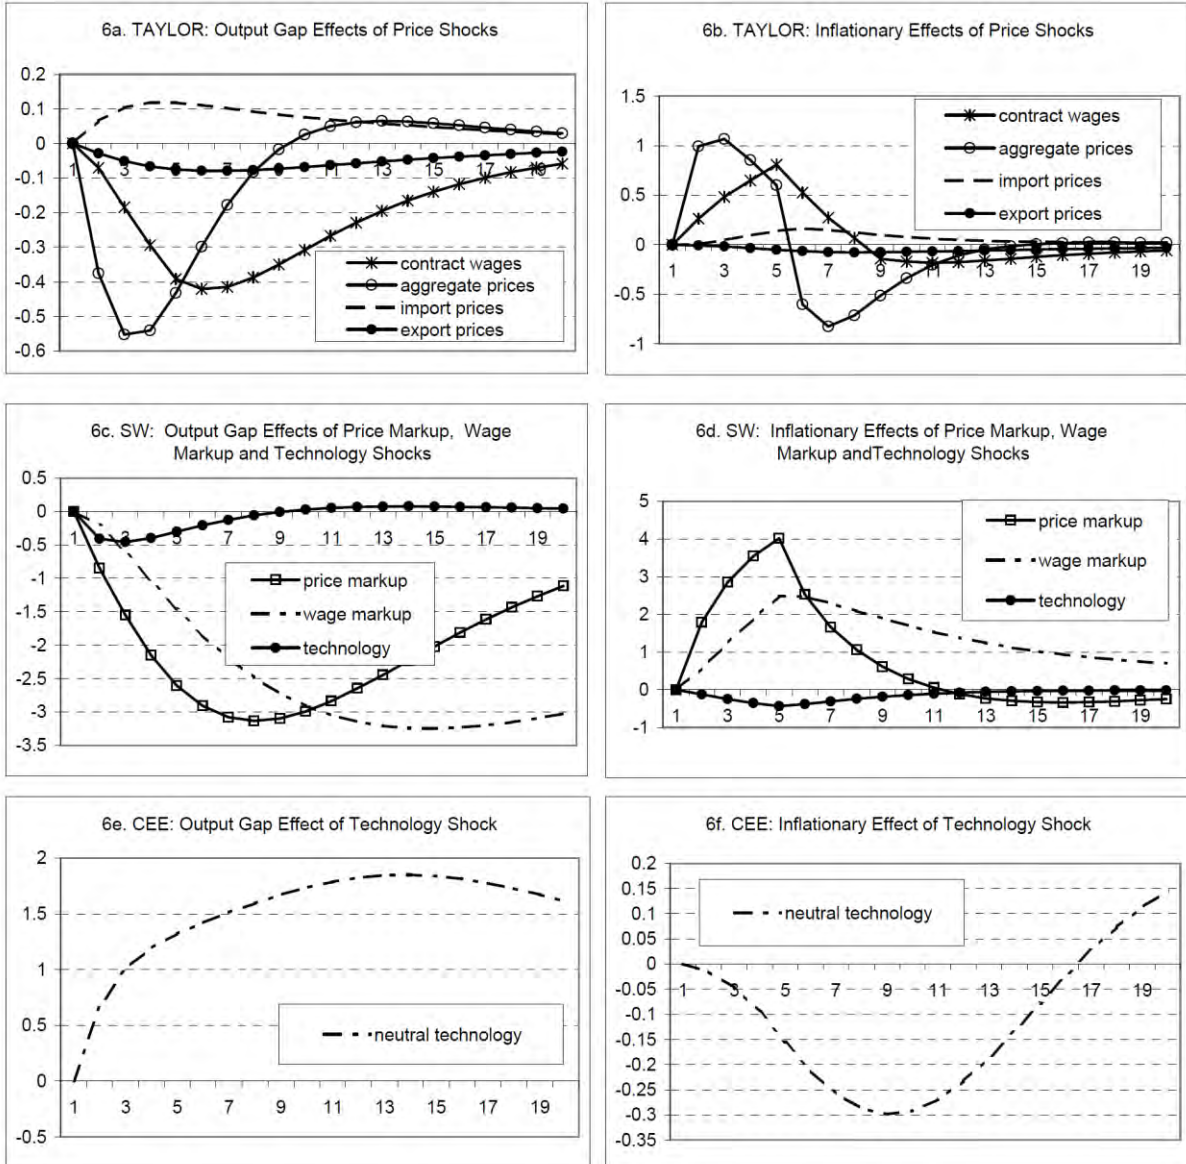 6a. TAYLOR: Output Gap Effects of Price Shocks
0.2
0.1
0
-0.1
-0.2
-0.3
-0.4
-0.5
-0.6
1 3 5 7 9 11 13 15 17 19
contract wages
aggregate prices
import prices
export prices
6b. TAYLOR: Inflationary Effects of Price Shocks
1.5
1
0.5
0
-0.5
-1
1 3 5 7 9 11 13 15 17 19
contract wages
aggregate prices
import prices
export prices
6c. SW: Output Gap Effects of Price Markup, Wage
Markup and Technology Shocks
0.5
0
-0.5
-1
-1.5
-2
-2.5
-3
-3.5
1 3 5 7 9 11 13 15 17 19
price markup
wage markup
technology
6d. SW: Inflationary Effects of Price Markup, Wage
Markup andTechnology Shocks
5
4
3
2
1
0
-1
1 3 5 7 9 11 13 15 17 19
price markup
wage markup
technology
6e. CEE: Output Gap Effect of Technology Shock
2
1.5
1
0.5
0
-0.5
1 3 5 7 9 11 13 15 17 19
neutral technology
6f. CEE: Inflationary Effect of Technology Shock
0.2
0.15
0.1
0.05
0
-0.05
-0.1
-0.15
-0.2
-0.25
-0.3
-0.35
1 3 5 7 9 11 13 15 17 19
neutral technology